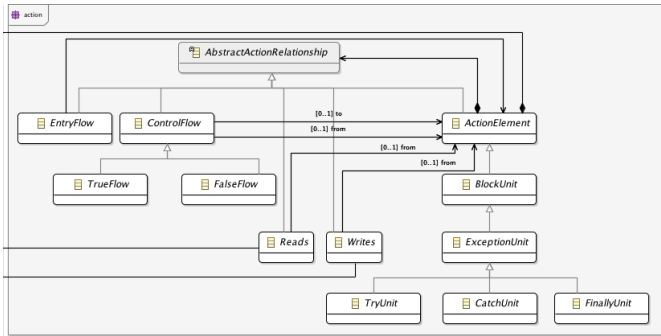 action
AbstractActionRelationship
[0..1] to
EntryFlow
ControlFlow
ActionElement
[0..1] from
[0..1] from
[0..1] from
TrueFlow
FalseFlow
BlockUnit
Reads
Writes
ExceptionUnit
TryUnit
CatchUnit
FinallyUnit